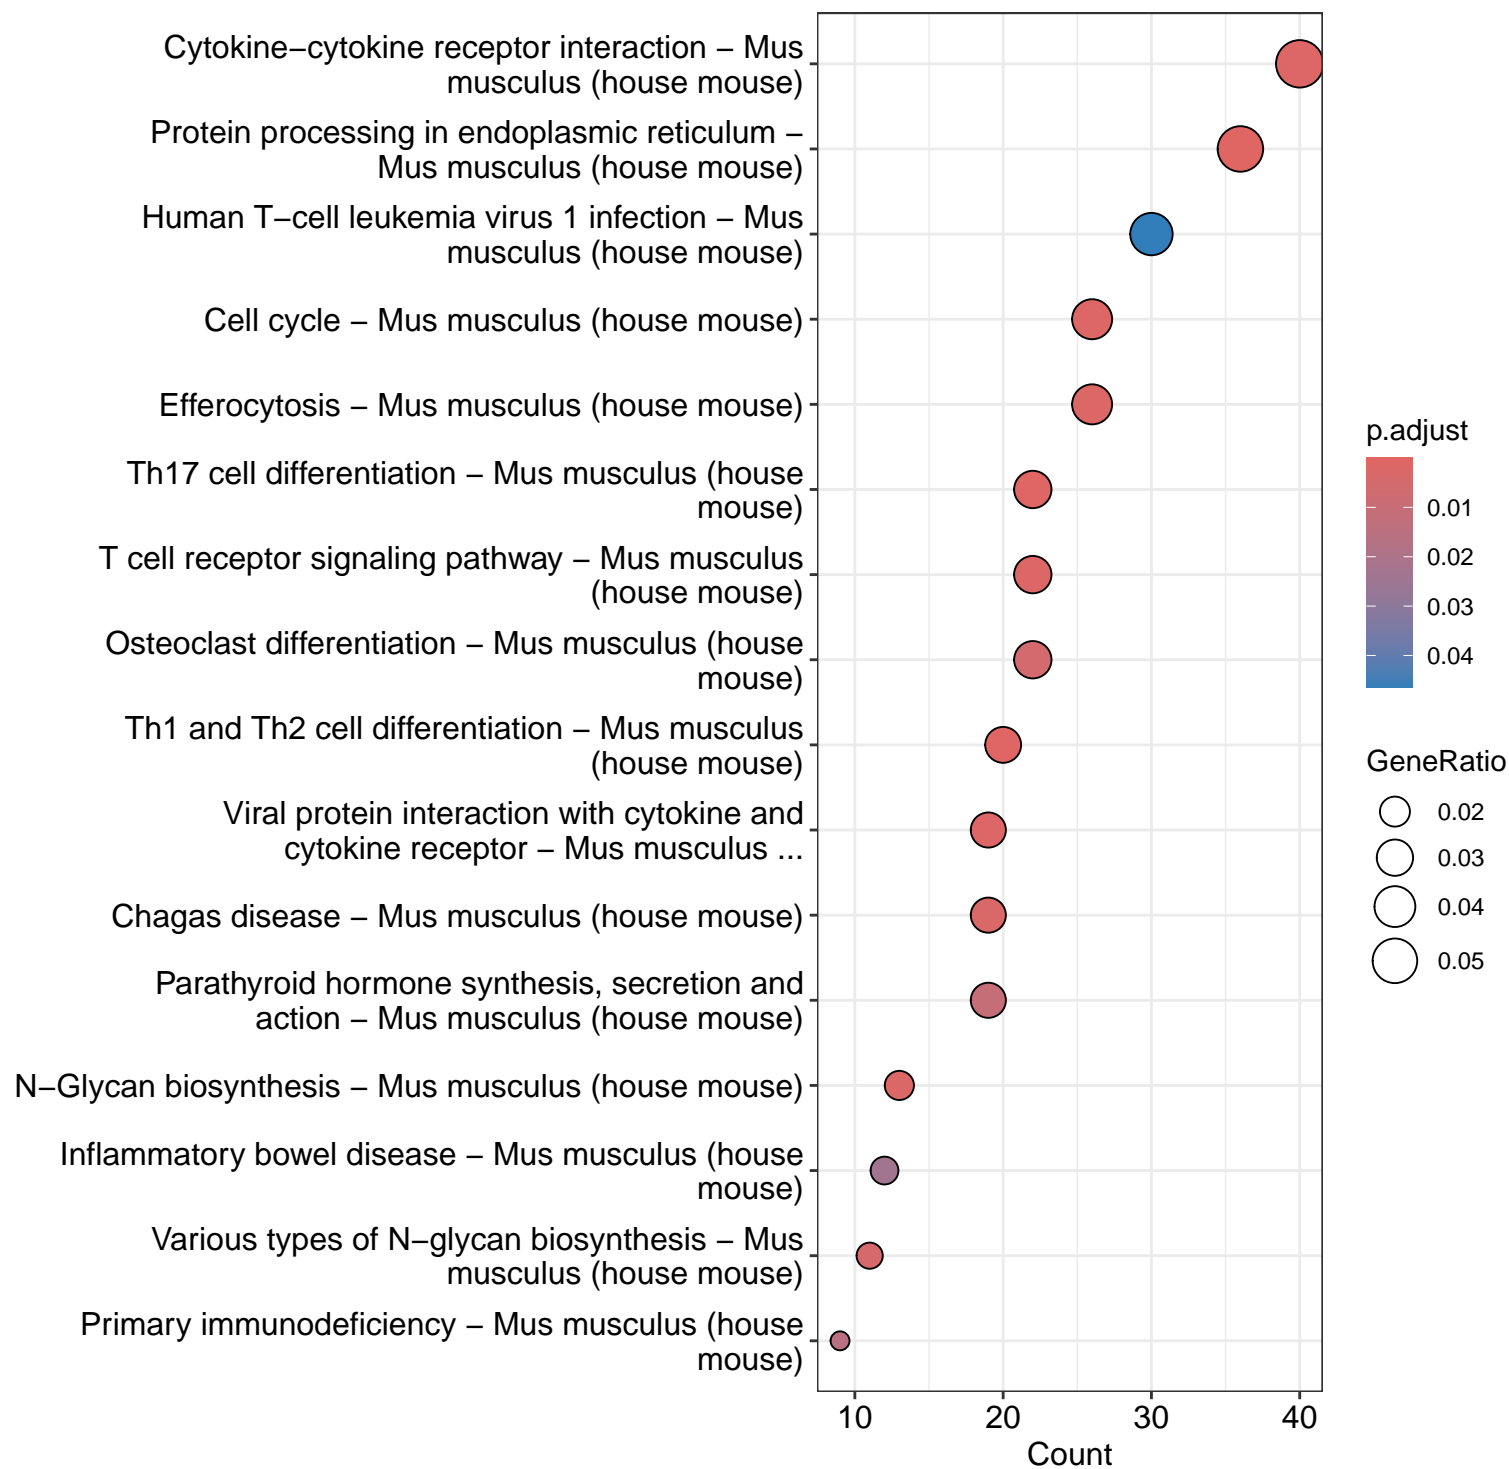 Cytokine−cytokine receptor interaction − Mus
musculus (house mouse)
Protein processing in endoplasmic reticulum −
Mus musculus (house mouse)
Human T−cell leukemia virus 1 infection − Mus
musculus (house mouse)
Cell cycle − Mus musculus (house mouse)
Efferocytosis − Mus musculus (house mouse)
Th17 cell differentiation − Mus musculus (house
mouse)
T cell receptor signaling pathway − Mus musculus
(house mouse)
Osteoclast differentiation − Mus musculus (house
mouse)
Th1 and Th2 cell differentiation − Mus musculus
(house mouse)
Viral protein interaction with cytokine and
cytokine receptor − Mus musculus ...
Chagas disease − Mus musculus (house mouse)
Parathyroid hormone synthesis, secretion and
action − Mus musculus (house mouse)
N−Glycan biosynthesis − Mus musculus (house mouse)
Inflammatory bowel disease − Mus musculus (house
mouse)
Various types of N−glycan biosynthesis − Mus
musculus (house mouse)
Primary immunodeficiency − Mus musculus (house
mouse)
10 20 30 40
Count
p.adjust
0.01
0.02
0.03
0.04
GeneRatio
0.02
0.03
0.04
0.05